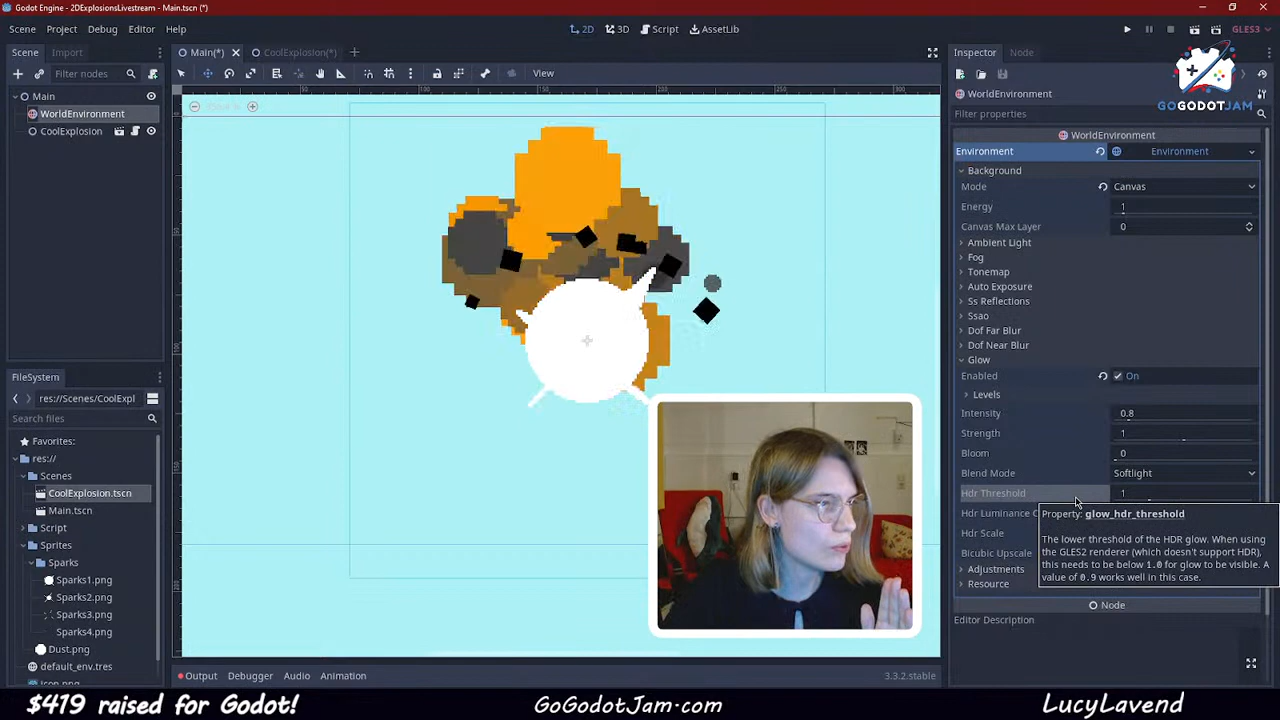 Godot Engine - 2DExplosionsLivestream - Main.tscn (*)
Scene Project Debug Editor Help
2D 3D Script AssetLib
GLES3
Scene Import
Main(*) CoolExplosion(*)
Inspector Node
Filter nodes
View
Main
WorldEnvironment
CoolExplosion
GOGODOTJAM
WorldEnvironment
Filter properties
WorldEnvironment
Environment Environment
Background
Mode Canvas
Energy 1
Canvas Max Layer 0
Ambient Light
Fog
Tonemap
Auto Exposure
Ss Reflections
Ssao
Dof Far Blur
Dof Near Blur
Glow
Enabled On
Levels
Intensity 0.8
Strength 1
Bloom 0
Blend Mode Softlight
Hdr Threshold 1
Hdr Luminance C
Hdr Scale
Bicubic Upscale
Adjustments
Resource
Property: glow_hdr_threshold
The lower threshold of the HDR glow. When using
the GLES2 renderer (which doesn't support HDR),
this needs to be below 1.0 for glow to be visible. A
value of 0.9 works well in this case.
Node
Editor Description
FileSystem
res://Scenes/CoolExpl
Search files
Favorites:
res://
Scenes
CoolExplosion.tscn
Main.tscn
Script
Sprites
Sparks
Sparks1.png
Sparks2.png
Sparks3.png
Sparks4.png
Dust.png
default_env.tres
icon.png
Output Debugger Audio Animation
3.3.2.stable
$419 raised for Godot!
GoGodotJam.com
LucyLavend